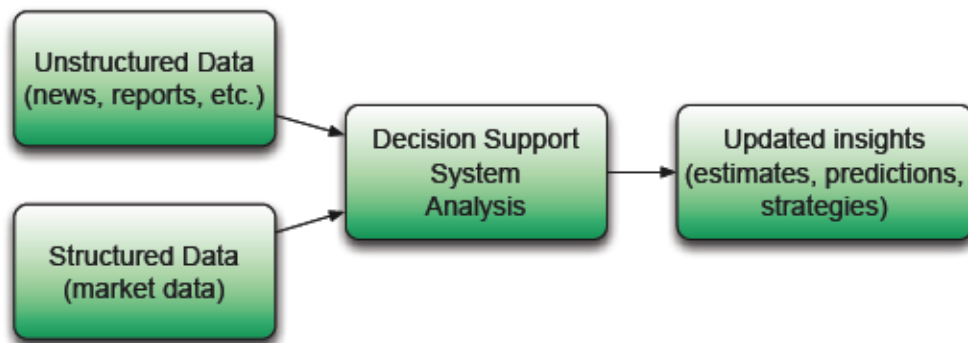 Unstructured Data
(news, reports, etc.)
Structured Data
(market data)
Decision Support
System
Analysis
Updated insights
(estimates, predictions,
strategies)